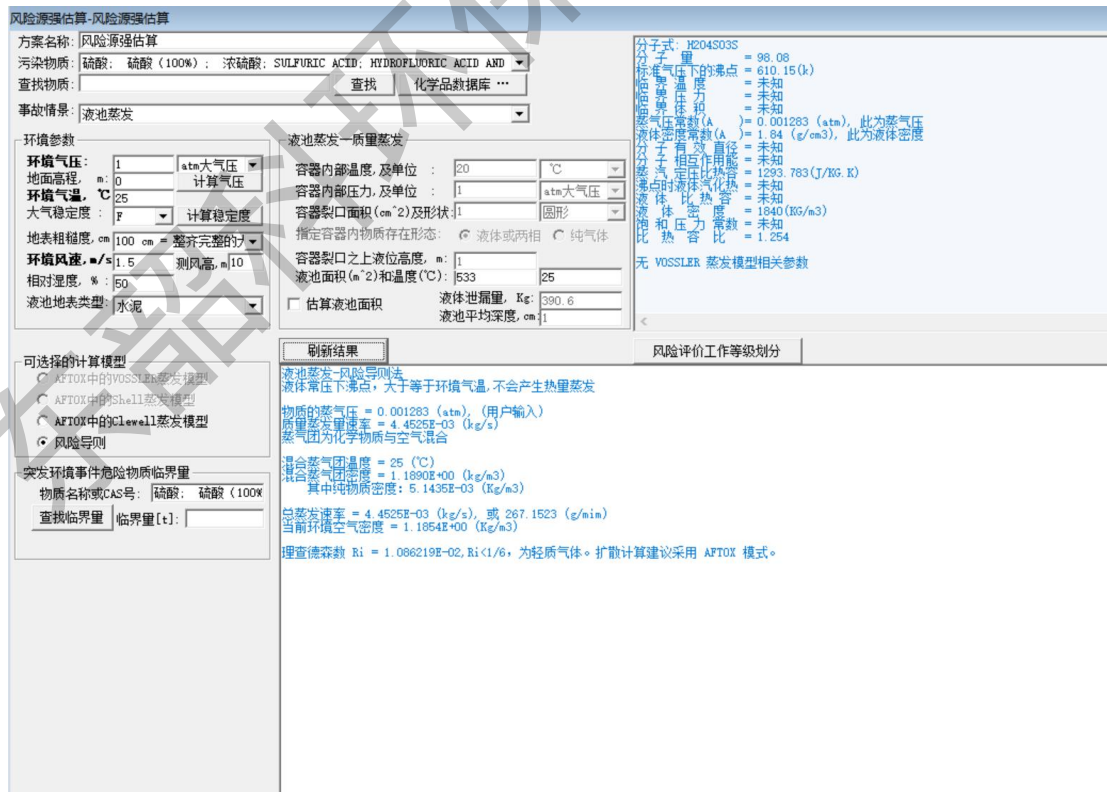 风险源强估算-风险源强估算
方案名称: 风险源强估算
污染物质: 硫酸; 硫酸 (100%) ; 浓硫酸; SULFURIC ACID; HYDROFLUORIC ACID AND
查找物质: 查找 化学品数据库 …
事故情景: 液池蒸发
环境参数
环境气压: 1 atm大气压
地面高程, m: 0 计算气压
环境气温, ℃ 25
大气稳定度 : F 计算稳定度
地表粗糙度, cm 100 cm = 整齐完整的大
环境风速, m/s 1.5 测风高, m 10
相对湿度, % : 50
液池地表类型: 水泥
液池蒸发—质量蒸发
容器内部温度, 及单位 : 20 ℃
容器内部压力, 及单位 : 1 atm大气压
容器裂口面积(cm^2)及形状: 1 圆形
指定容器内物质存在形态: 液体或两相 纯气体
容器裂口之上液位高度, m: 1
液池面积(m^2)和温度(℃): 533 25
估算液池面积 液体泄漏量, Kg: 390.6
液池平均深度, cm: 1
分子式: H2O4SO3S
分 子 量 = 98.08
标准气压下的沸点 = 610.15(k)
临 界 温 度 = 未知
临 界 压 力 = 未知
临 界 体 积 = 未知
蒸气压常数(A )= 0.001283 (atm), 此为蒸气压
液体密度常数(A )= 1.84 (g/cm3), 此为液体密度
分 子 有 效 直径 = 未知
分 子 相互作用能 = 未知
蒸 汽 定压比热容 = 1293.783(J/KG.K)
沸点时液体汽化热 = 未知
液 体 比 热 容 = 未知
液 体 密 度 = 1840(KG/m3)
饱 和 压 力 常数 = 未知
比 热 容 比 = 1.254
无 VOSSLER 蒸发模型相关参数
刷新结果
风险评价工作等级划分
可选择的计算模型
AFTOX中的VOSSLER蒸发模型
AFTOX中的Shell蒸发模型
AFTOX中的Clewell蒸发模型
风险导则
突发环境事件危险物质临界量
物质名称或CAS号: 硫酸; 硫酸 (100%
查找临界量 临界量[t]:
液池蒸发-风险导则法
液体常压下沸点, 大于等于环境气温, 不会产生热量蒸发
物质的蒸气压 = 0.001283 (atm), (用户输入)
质量蒸发量速率 = 4.4525E-03 (kg/s)
蒸气团为化学物质与空气混合
混合蒸气团温度 = 25 (℃)
混合蒸气团密度 = 1.1890E+00 (kg/m3)
其中纯物质密度: 5.1435E-03 (Kg/m3)
总蒸发速率 = 4.4525E-03 (kg/s), 或 267.1523 (g/min)
当前环境空气密度 = 1.1854E+00 (Kg/m3)
理查德森数 Ri = 1.086219E-02, Ri<1/6, 为轻质气体。扩散计算建议采用 AFTOX 模式。